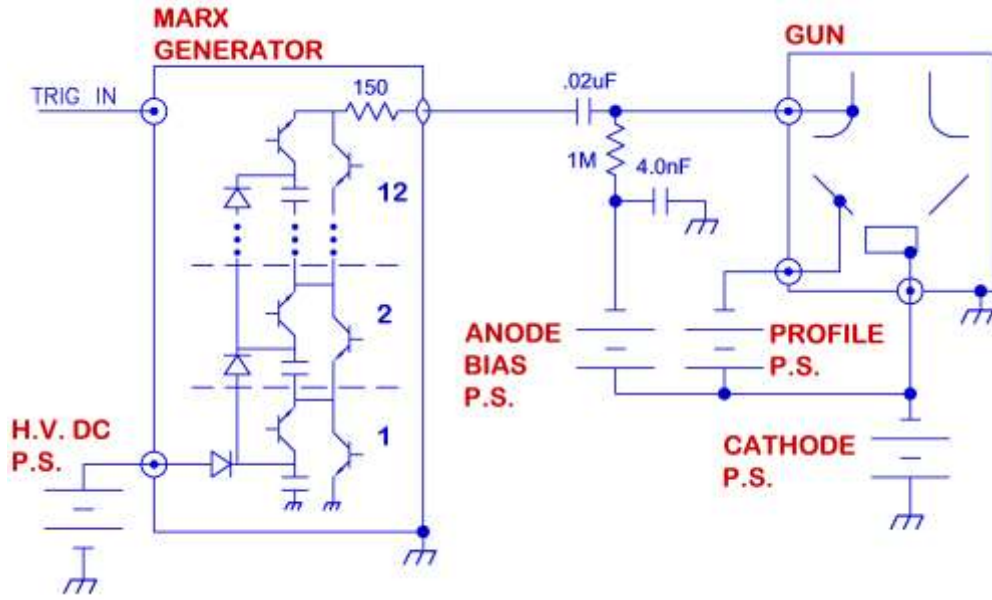 MARX
GENERATOR
GUN
TRIG IN
150
.02uF
1M
4.0nF
12
2
1
ANODE
BIAS
P.S.
PROFILE
P.S.
H.V. DC
P.S.
CATHODE
P.S.